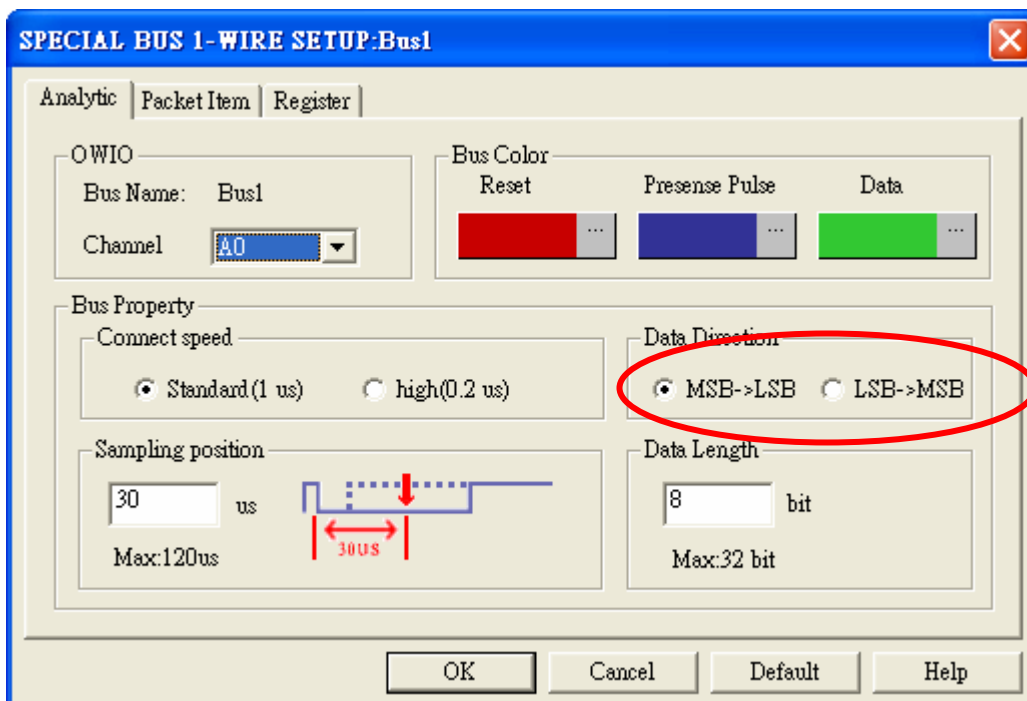 SPECIAL BUS 1-WIRE SETUP:Bus1
Analytic Packet Item Register
OWIO
Bus Name: Bus1
Channel A0
Bus Color
Reset Presense Pulse Data
... ... ...
Bus Property
Connect speed
Standard(1 us) high(0.2 us)
Data Direction
MSB->LSB LSB->MSB
Sampling position
30 us
30US
Max:120us
Data Length
8 bit
Max:32 bit
OK Cancel Default Help